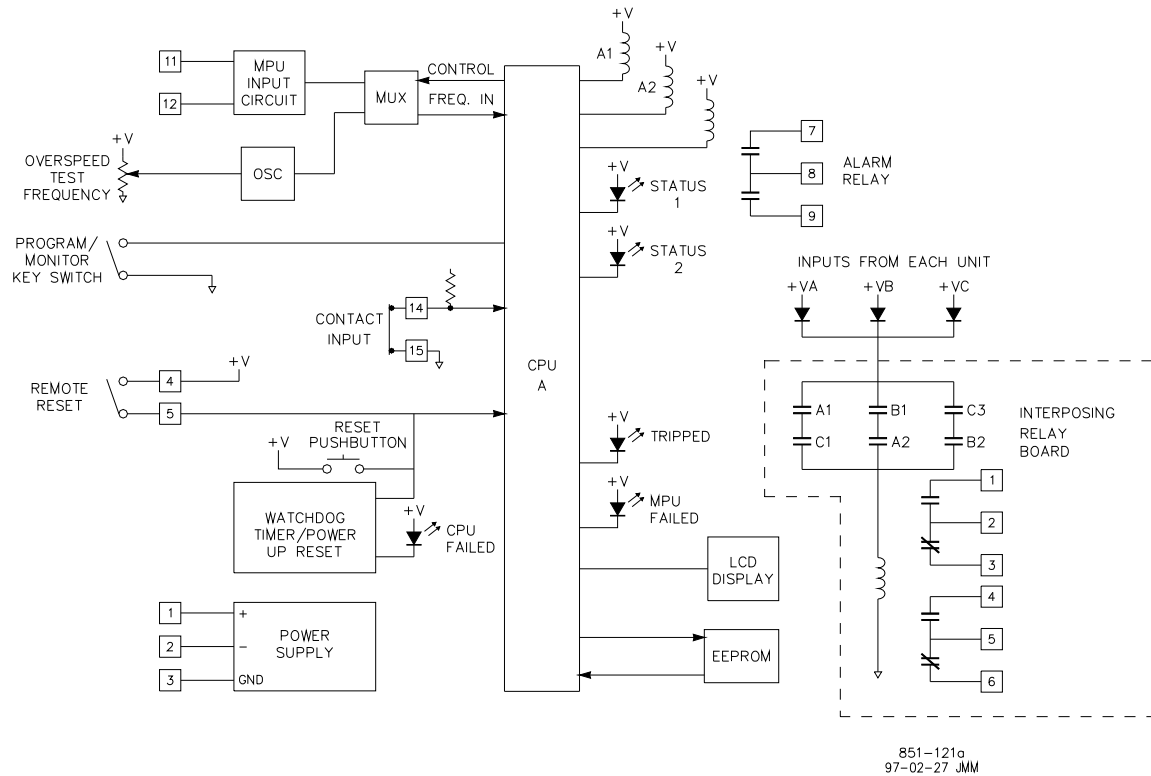 +V
A1
+V
A2
+V
11
12
MPU
INPUT
CIRCUIT
MUX
CONTROL
FREQ. IN
+V
OVERSPEED
TEST
FREQUENCY
OSC
PROGRAM/
MONITOR
KEY SWITCH
CONTACT
INPUT
14
15
REMOTE
RESET
4
+V
5
RESET
PUSHBUTTON
+V
WATCHDOG
TIMER/POWER
UP RESET
+V
CPU
FAILED
1
2
3
+
-
GND
POWER
SUPPLY
CPU
A
+V
STATUS
1
+V
STATUS
2
+V
TRIPPED
+V
MPU
FAILED
LCD
DISPLAY
EEPROM
7
8
9
ALARM
RELAY
INPUTS FROM EACH UNIT
+VA
+VB
+VC
A1
B1
C3
C1
A2
B2
INTERPOSING
RELAY
BOARD
1
2
3
4
5
6
851-121a
97-02-27 JMM